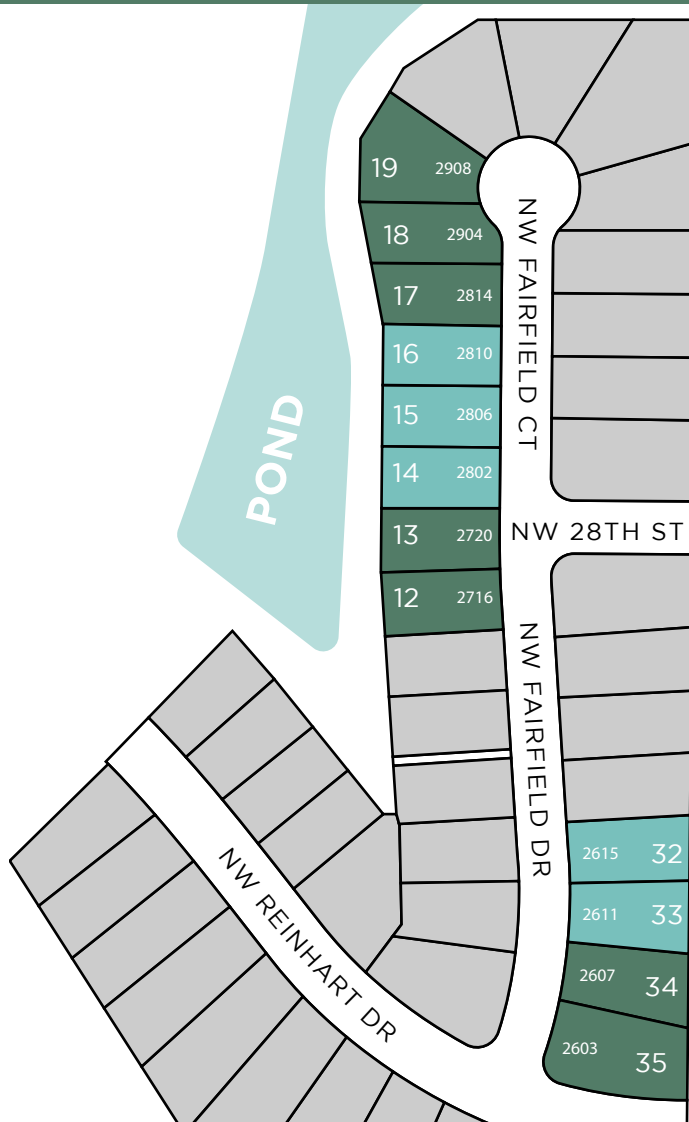 19 2908
18 2904
17 2814
16 2810
15 2806
14 2802
13 2720
12 2716
NW FAIRFIELD CT
POND
NW 28TH ST
NW FAIRFIELD DR
2615 32
2611 33
2607 34
2603 35
NW REINHART DR